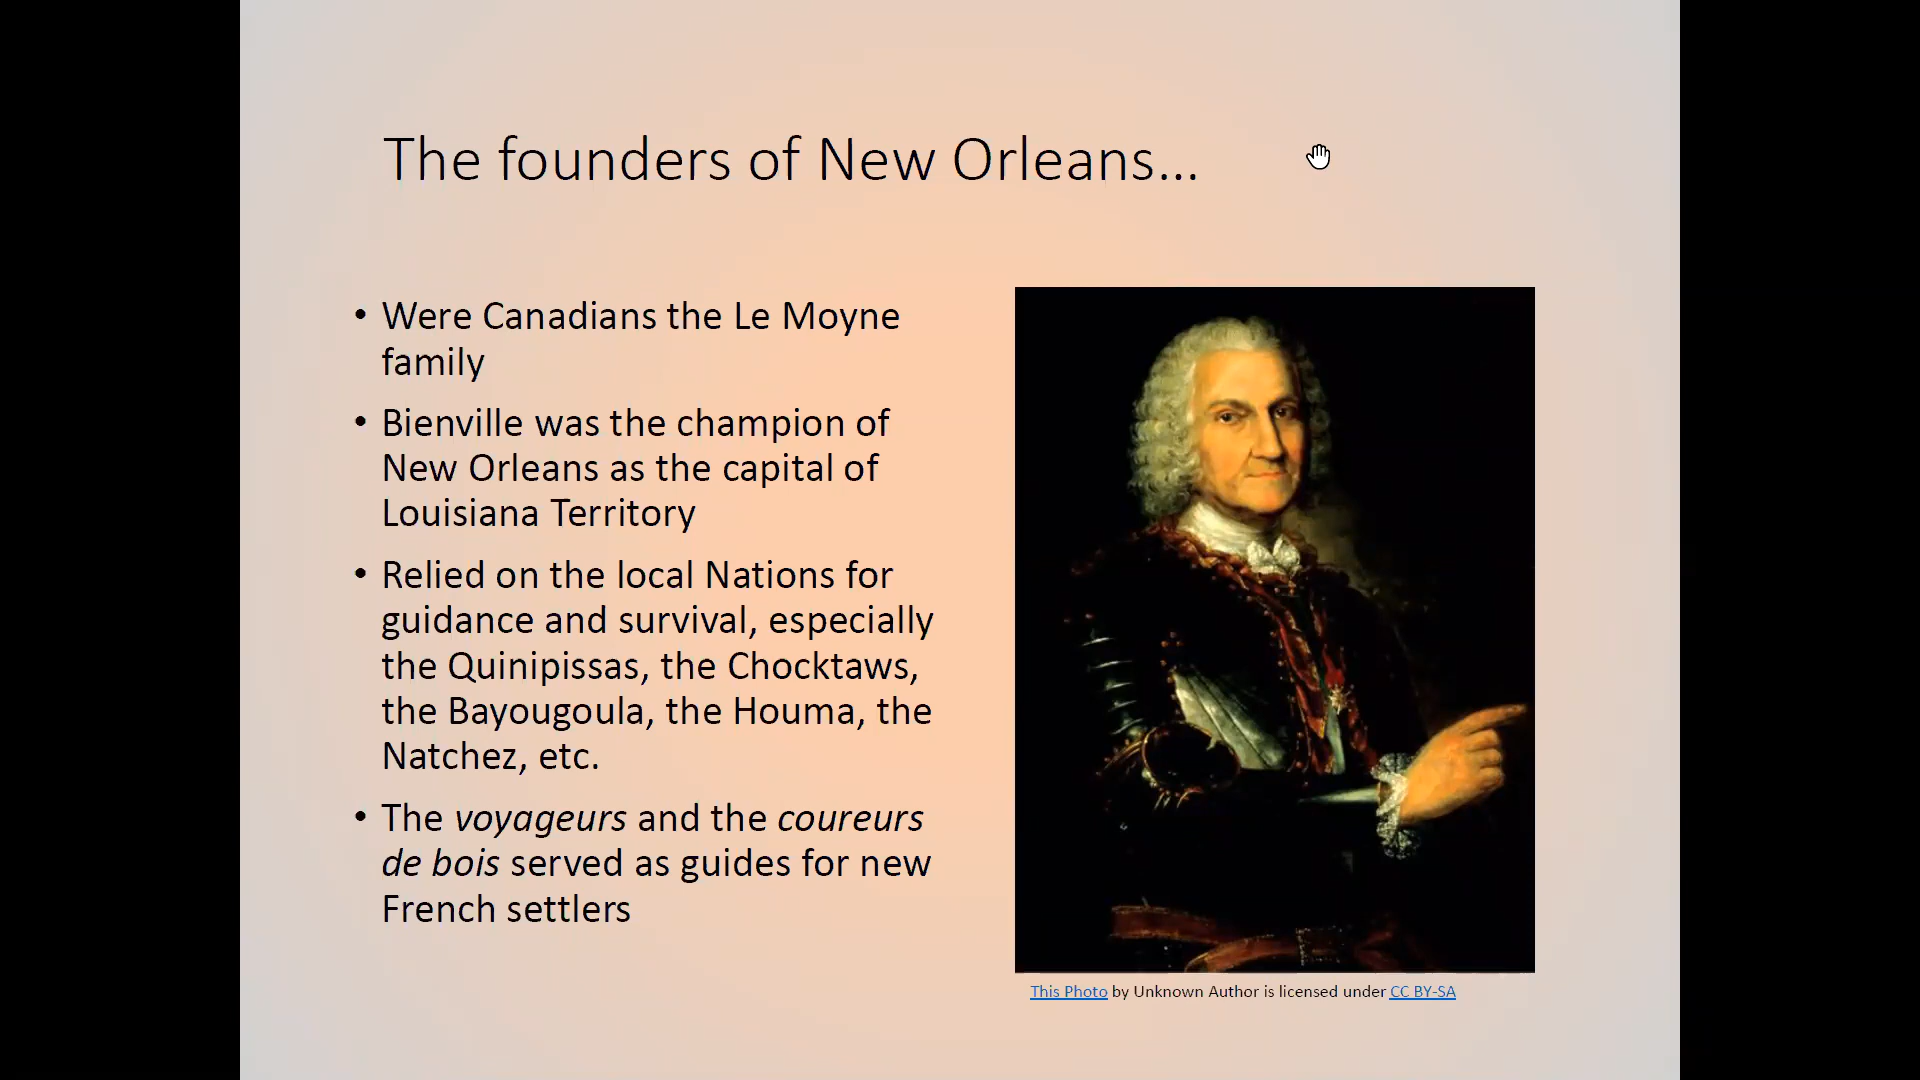 The founders of New Orleans...
• Were Canadians the Le Moyne
family
• Bienville was the champion of
New Orleans as the capital of
Louisiana Territory
• Relied on the local Nations for
guidance and survival, especially
the Quinipissas, the Chocktaws,
the Bayougoula, the Houma, the
Natchez, etc.
• The voyageurs and the coureurs
de bois served as guides for new
French settlers
This Photo by Unknown Author is licensed under CC BY-SA